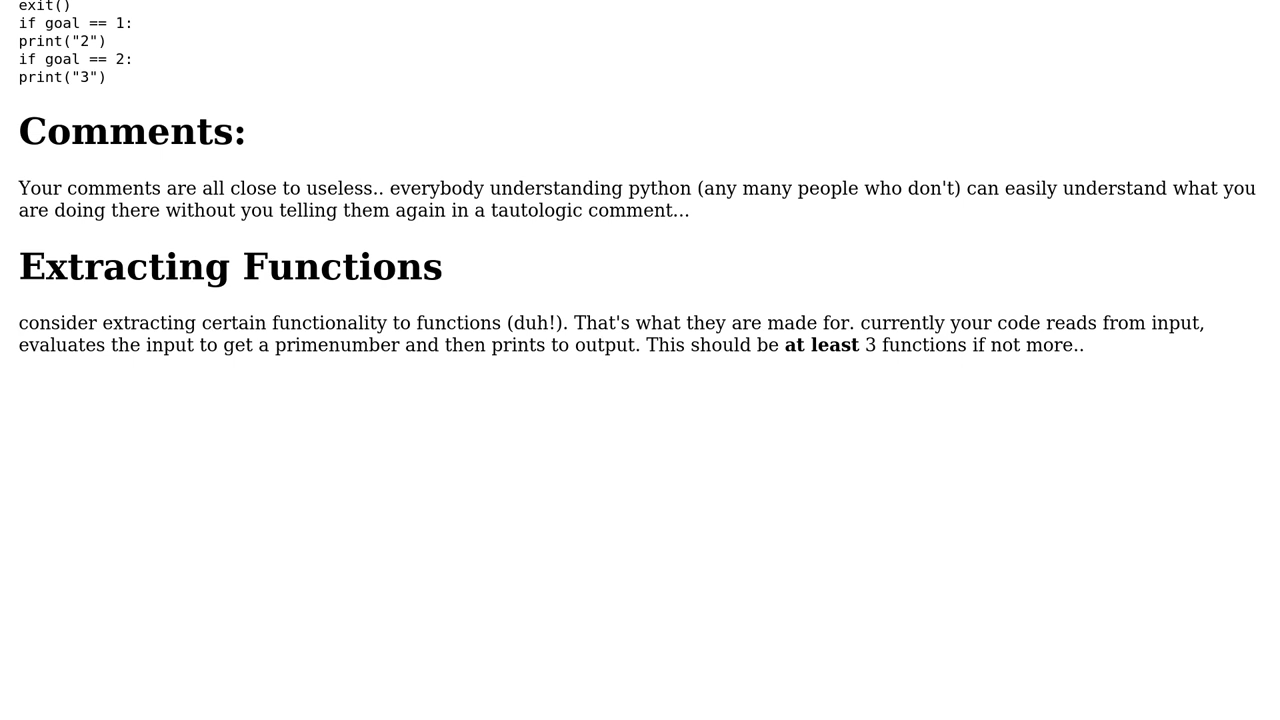 exit()
if goal == 1:
print("2")
if goal == 2:
print("3")
Comments:
Your comments are all close to useless.. everybody understanding python (any many people who don't) can easily understand what you
are doing there without you telling them again in a tautologic comment...
Extracting Functions
consider extracting certain functionality to functions (duh!). That's what they are made for. currently your code reads from input,
evaluates the input to get a primenumber and then prints to output. This should be at least 3 functions if not more..